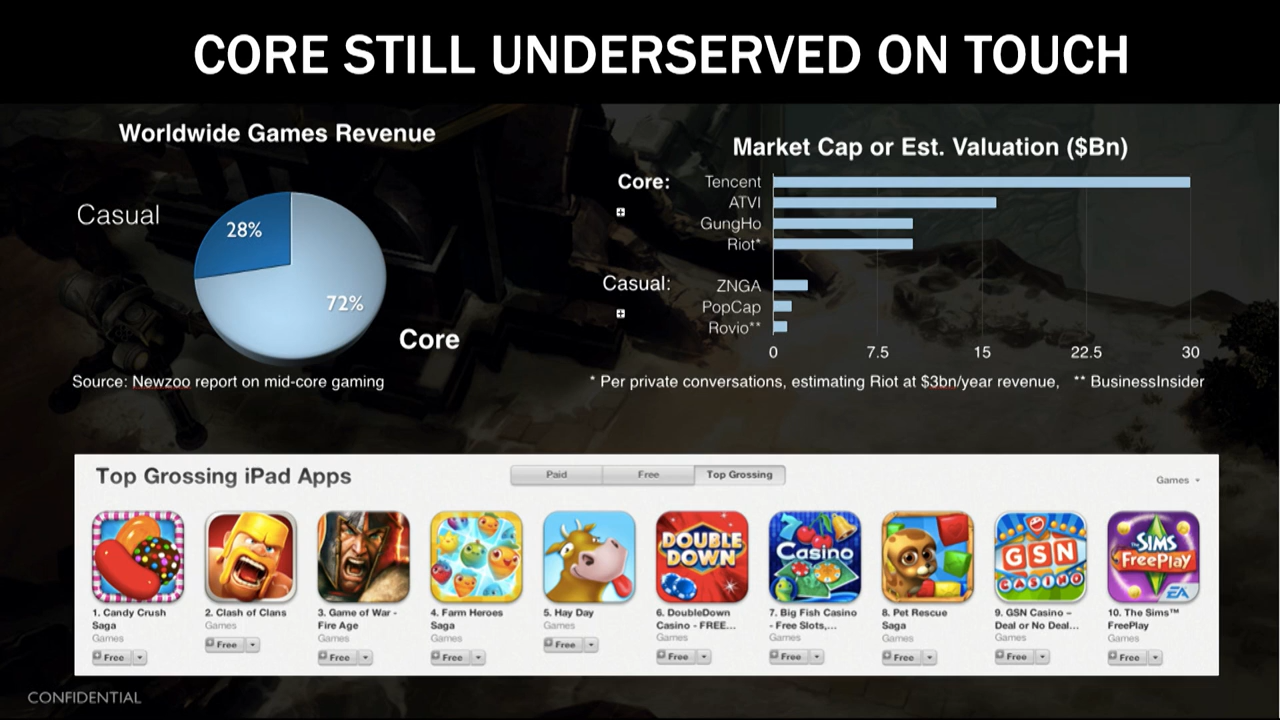 CORE STILL UNDERSERVED ON TOUCH
Worldwide Games Revenue
Casual
28%
72%
Core
Source: Newzoo report on mid-core gaming
Market Cap or Est. Valuation ($Bn)
Core:
Tencent
ATVI
GungHo
Riot*
Casual:
ZNGA
PopCap
Rovio**
0 7.5 15 22.5 30
* Per private conversations, estimating Riot at $3bn/year revenue, ** BusinessInsider
Top Grossing iPad Apps
Paid Free Top Grossing
Games
DOUBLE
DOWN
7
Casino
GSN
CASINO
THE SIMS
FREEPLAY
EA
1. Candy Crush
Saga
Games
Free
2. Clash of Clans
Games
Free
3. Game of War -
Fire Age
Games
Free
4. Farm Heroes
Saga
Games
Free
5. Hay Day
Games
Free
6. DoubleDown
Casino - FREE...
Games
Free
7. Big Fish Casino
- Free Slots,...
Games
Free
8. Pet Rescue
Saga
Games
Free
9. GSN Casino –
Deal or No Deal...
Games
Free
10. The Sims™
FreePlay
Games
Free
CONFIDENTIAL